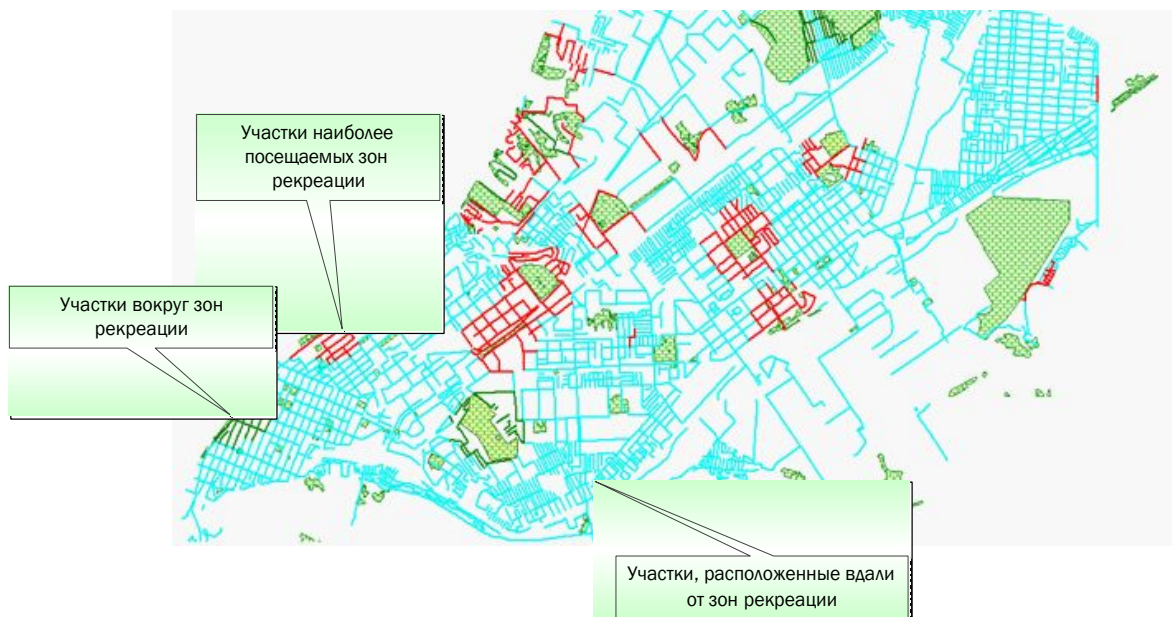 Участки наиболее
посещаемых зон
рекреации
Участки вокруг зон
рекреации
Участки, расположенные вдали
от зон рекреации